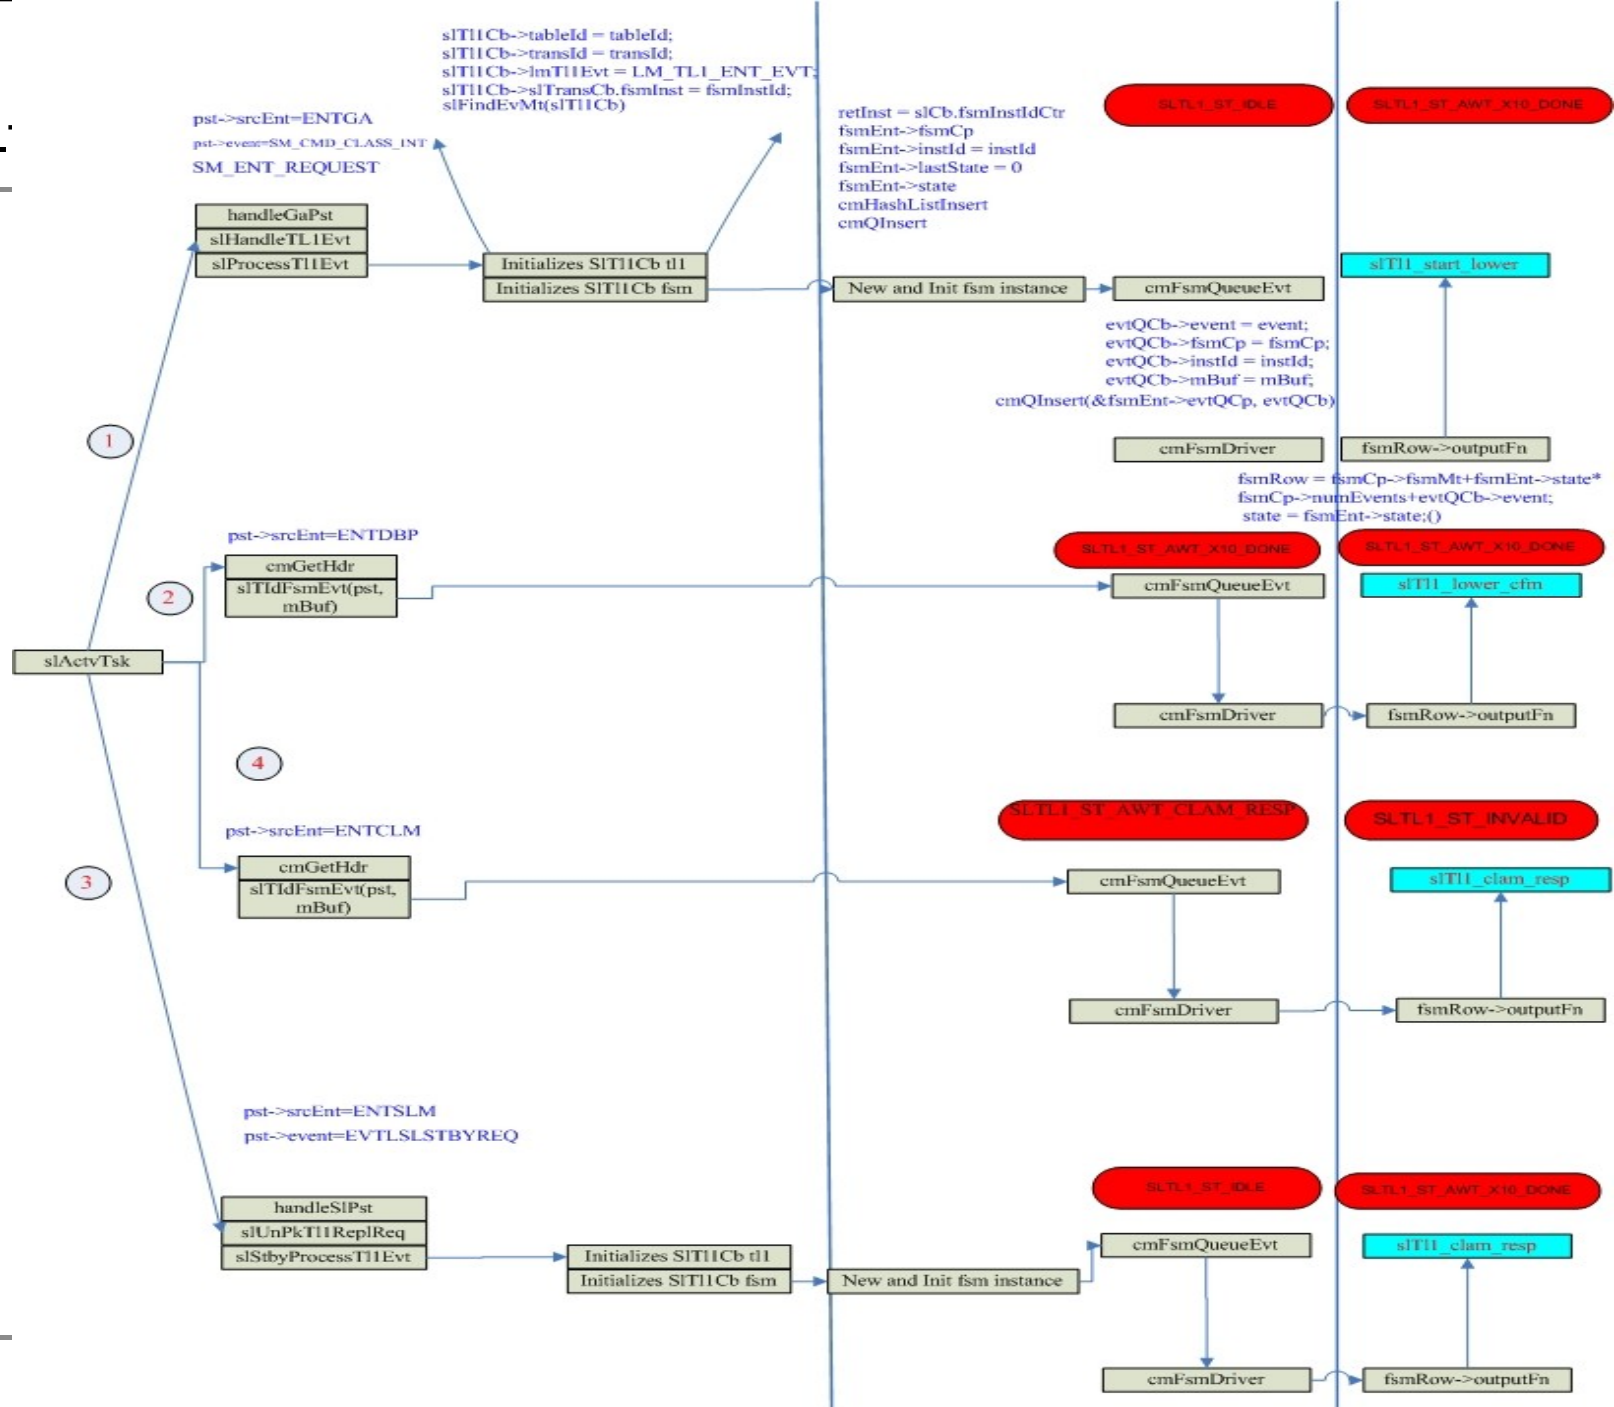 slTl1Cb->tableId = tableId;
slTl1Cb->transId = transId;
slTl1Cb->lmTl1Evt = LM_TL1_ENT_EVT;
slTl1Cb->slTransCb.fsmInst = fsmInstId;
slFindEvMt(slTl1Cb)
pst->srcEnt=ENTGA
pst->event=SM_CMD_CLASS_INT
SM_ENT_REQUEST
retInst = slCb.fsmInstIdCtr
fsmEnt->fsmCp
fsmEnt->instId = instId
fsmEnt->lastState = 0
fsmEnt->state
cmHashListInsert
cmQInsert
SLTL1_ST_IDLE
SLTL1_ST_AWT_X10_DONE
handleGaPst
slHandleTL1Evt
slProcessTl1Evt
Initializes SlTl1Cb tl1
Initializes SlTl1Cb fsm
New and Init fsm instance
cmFsmQueueEvt
slTl1_start_lower
evtQCb->event = event;
evtQCb->fsmCp = fsmCp;
evtQCb->instId = instId;
evtQCb->mBuf = mBuf;
cmQInsert(&fsmEnt->evtQCp, evtQCb)
1
cmFsmDriver
fsmRow->outputFn
fsmRow = fsmCp->fsmMt+fsmEnt->state*
fsmCp->numEvents+evtQCb->event;
state = fsmEnt->state;()
pst->srcEnt=ENTDBP
SLTL1_ST_AWT_X10_DONE
SLTL1_ST_AWT_X10_DONE
cmGetHdr
slTIdFsmEvt(pst,
mBuf)
2
cmFsmQueueEvt
slTl1_lower_cfm
slActvTsk
cmFsmDriver
fsmRow->outputFn
4
pst->srcEnt=ENTCLM
SLTL1_ST_AWT_CLAM_RESP
SLTL1_ST_INVALID
cmGetHdr
slTIdFsmEvt(pst,
mBuf)
3
cmFsmQueueEvt
slTl1_clam_resp
cmFsmDriver
fsmRow->outputFn
pst->srcEnt=ENTSLM
pst->event=EVTLSLSTBYREQ
SLTL1_ST_IDLE
SLTL1_ST_AWT_X10_DONE
handleSlPst
slUnPkTl1ReplReq
slStbyProcessTl1Evt
Initializes SlTl1Cb tl1
Initializes SlTl1Cb fsm
New and Init fsm instance
cmFsmQueueEvt
slTl1_clam_resp
cmFsmDriver
fsmRow->outputFn